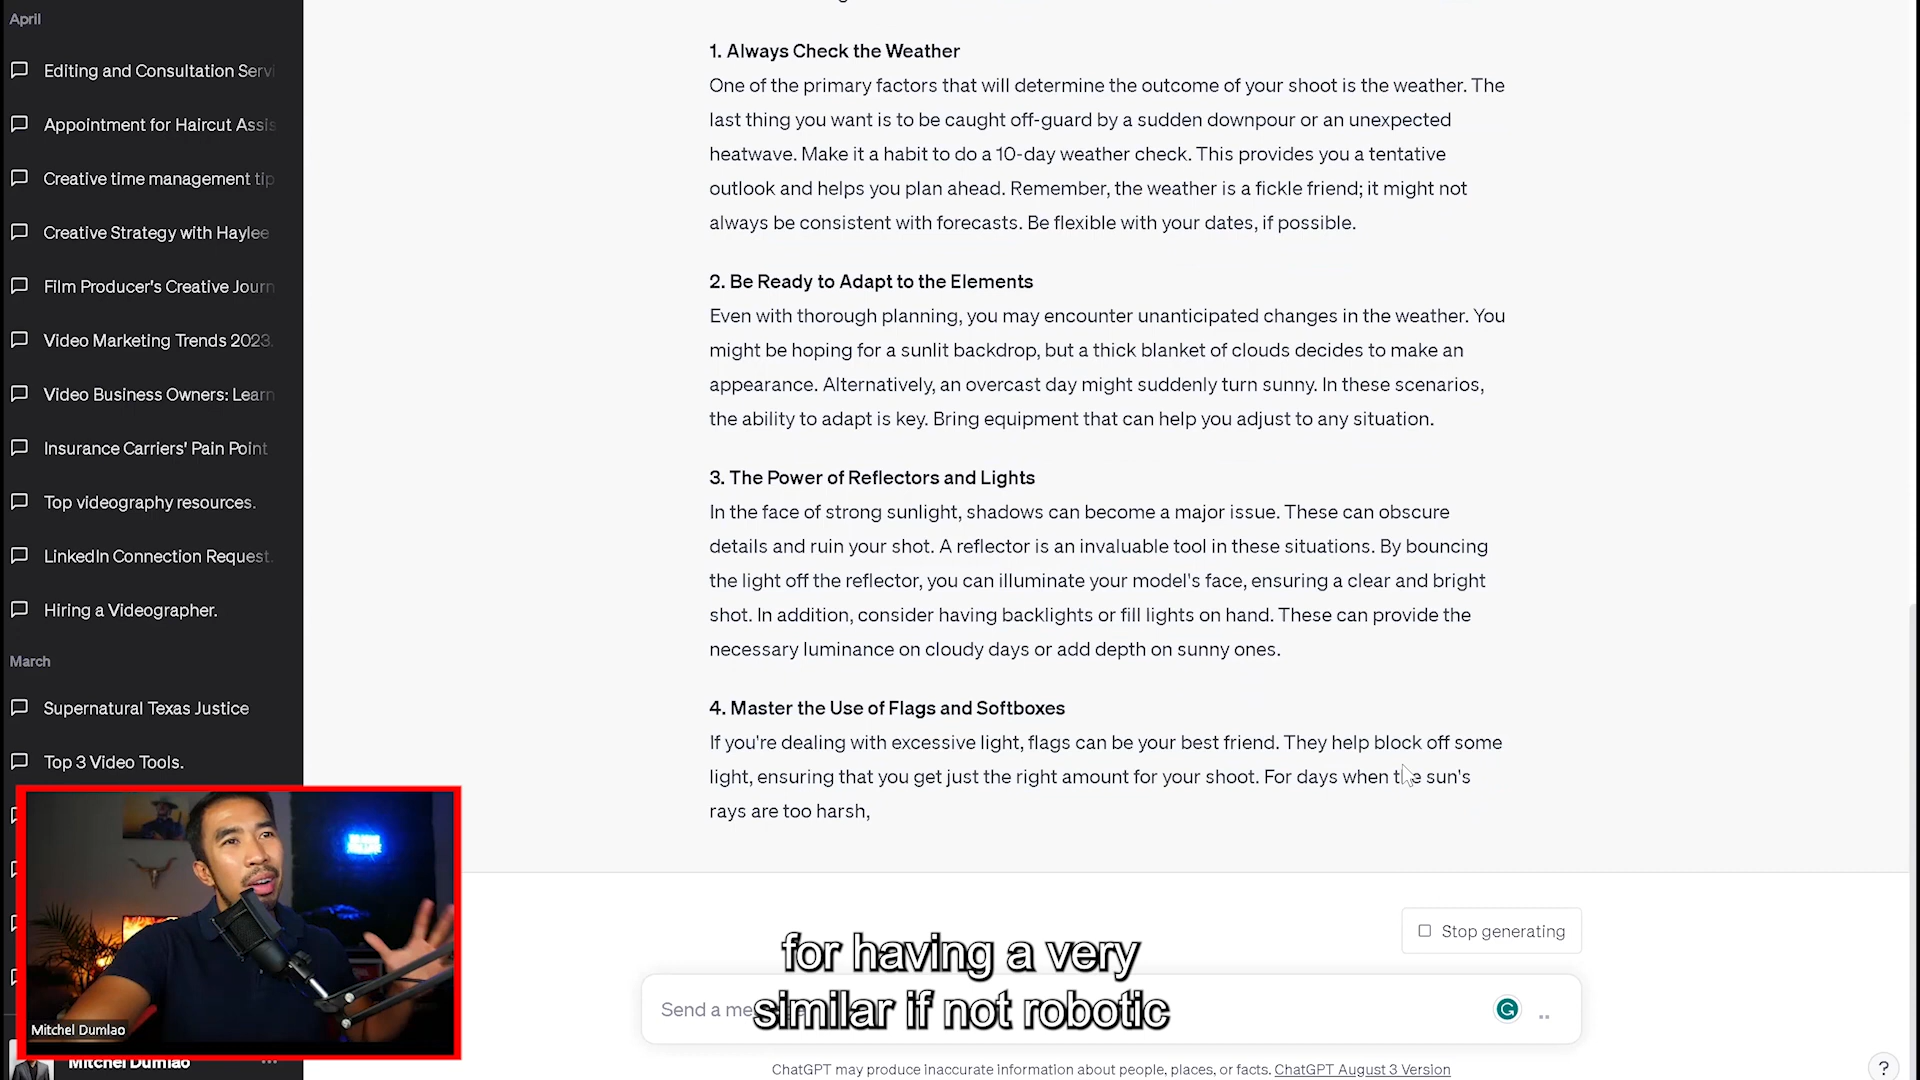 April
Editing and Consultation Servi
Appointment for Haircut Assis
Creative time management tip
Creative Strategy with Haylee
Film Producer's Creative Journ
Video Marketing Trends 2023.
Video Business Owners: Learn
Insurance Carriers' Pain Point
Top videography resources.
LinkedIn Connection Request.
Hiring a Videographer.
March
Supernatural Texas Justice
Top 3 Video Tools.
Mitchel Dumlao
Mitchel Dumlao
1. Always Check the Weather
One of the primary factors that will determine the outcome of your shoot is the weather. The
last thing you want is to be caught off-guard by a sudden downpour or an unexpected
heatwave. Make it a habit to do a 10-day weather check. This provides you a tentative
outlook and helps you plan ahead. Remember, the weather is a fickle friend; it might not
always be consistent with forecasts. Be flexible with your dates, if possible.
2. Be Ready to Adapt to the Elements
Even with thorough planning, you may encounter unanticipated changes in the weather. You
might be hoping for a sunlit backdrop, but a thick blanket of clouds decides to make an
appearance. Alternatively, an overcast day might suddenly turn sunny. In these scenarios,
the ability to adapt is key. Bring equipment that can help you adjust to any situation.
3. The Power of Reflectors and Lights
In the face of strong sunlight, shadows can become a major issue. These can obscure
details and ruin your shot. A reflector is an invaluable tool in these situations. By bouncing
the light off the reflector, you can illuminate your model's face, ensuring a clear and bright
shot. In addition, consider having backlights or fill lights on hand. These can provide the
necessary luminance on cloudy days or add depth on sunny ones.
4. Master the Use of Flags and Softboxes
If you're dealing with excessive light, flags can be your best friend. They help block off some
light, ensuring that you get just the right amount for your shoot. For days when the sun's
rays are too harsh,
Stop generating
for having a very
Send a me
similar if not robotic
ChatGPT may produce inaccurate information about people, places, or facts. ChatGPT August 3 Version
?